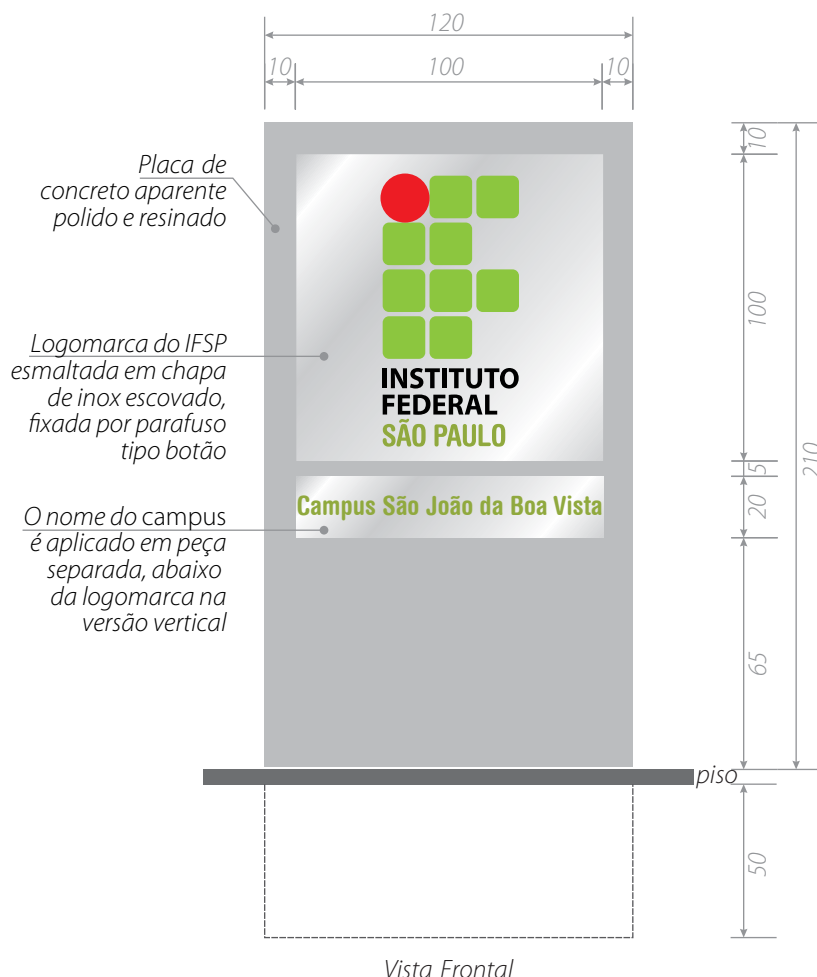 120
10 100 10
10
Placa de
concreto aparente
polido e resinado
100
Logomarca do IFSP
esmaltada em chapa
de inox escovado,
fixada por parafuso
tipo botão
INSTITUTO
FEDERAL
SÃO PAULO
210
5
20
Campus São João da Boa Vista
O nome do campus
é aplicado em peça
separada, abaixo
da logomarca na
versão vertical
65
piso
50
Vista Frontal